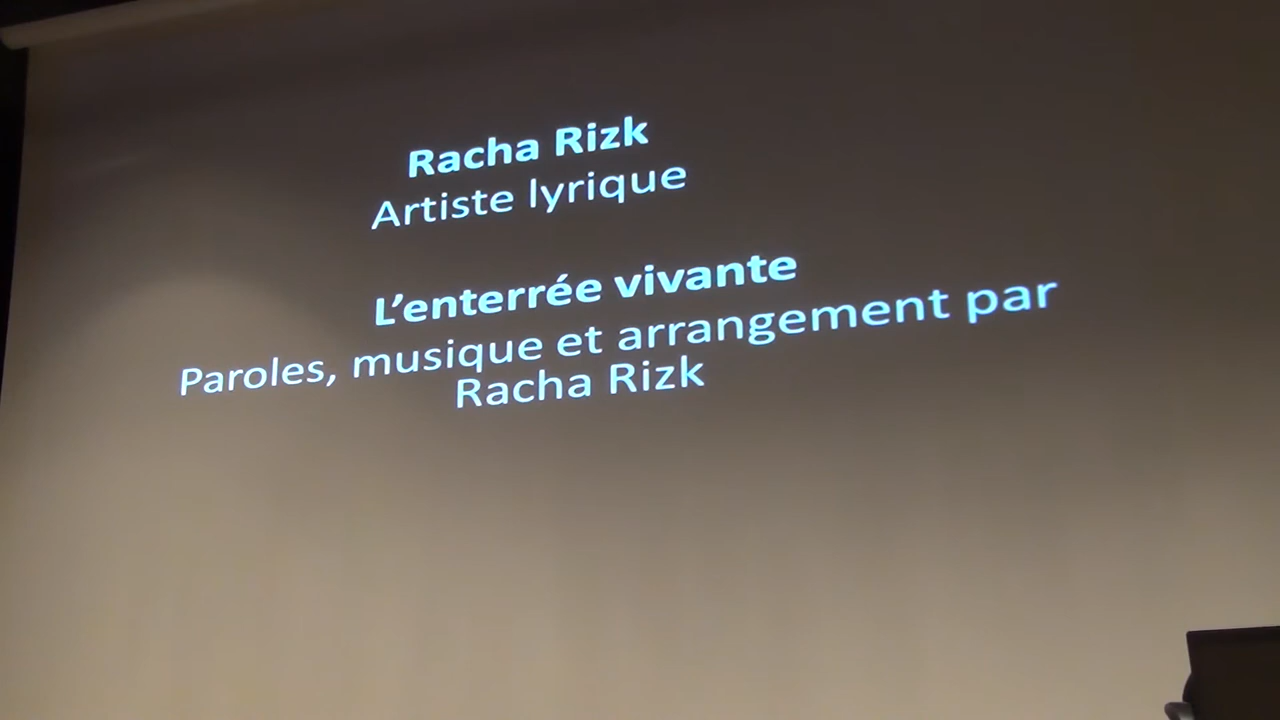 Racha Rizk
Artiste lyrique
L’enterrée vivante
Paroles, musique et arrangement par
Racha Rizk